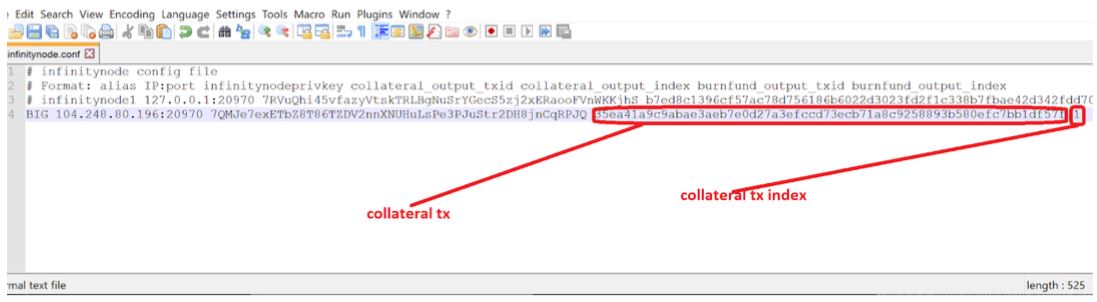 Edit Search View Encoding Language Settings Tools Macro Run Plugins Window ?
infinitynode.conf
1 # infinitynode config file
2 # Format: alias IP:port infinitynodeprivkey collateral_output_txid collateral_output_index burnfund_output_txid burnfund_output_index
3 # infinitynode1 127.0.0.1:20970 7RVuQhi45vfazyVtskTRLBgNuSrYGecS5zj2xERaooFVnWKKjhS b7ed8c1396cf57ac78d756186b6022d3023fd2f1c338b7fbae42d342fdd70
4 BIG 104.248.80.196:20970 7QMJe7exETbZ8T86TZDV2nnXNUHuLsPe3PJuStr2DH8jnCqRPJQ 35ea41a9c9abae3aeb7e0d27a3efccd73ecb71a8c9258893b580efc7bb1df57f 1
collateral tx index
collateral tx
mal text file length : 525